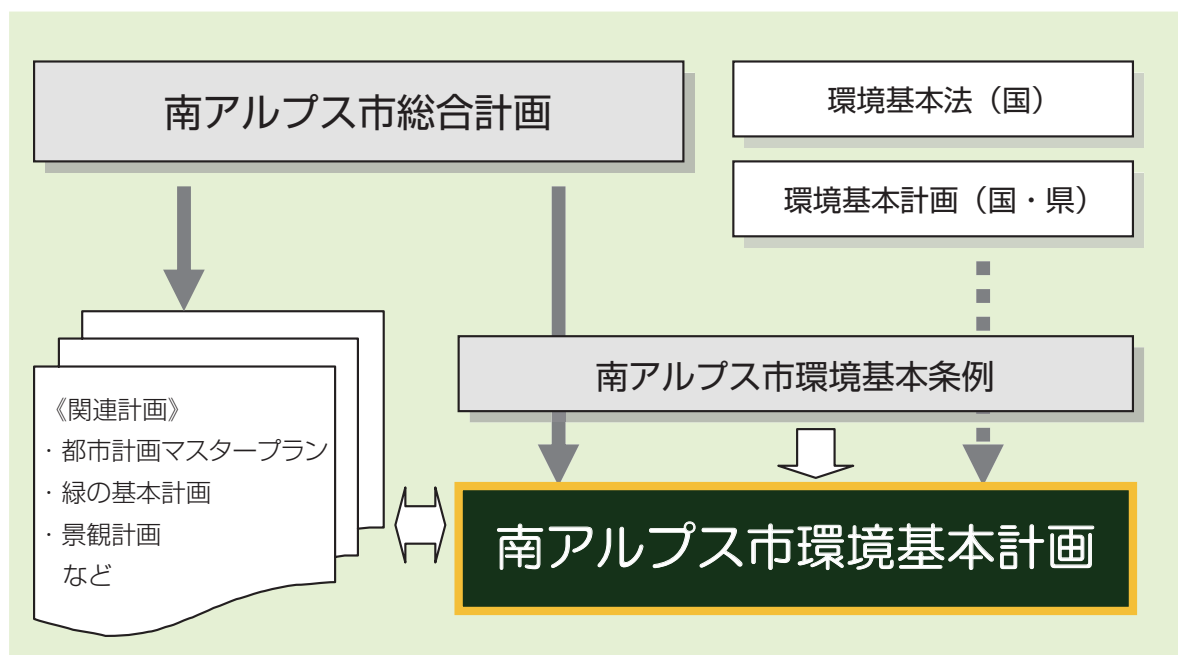 南アルプス市総合計画
環境基本法（国）
環境基本計画（国・県）
南アルプス市環境基本条例
《関連計画》
・都市計画マスタープラン
・緑の基本計画
・景観計画
など
南アルプス市環境基本計画